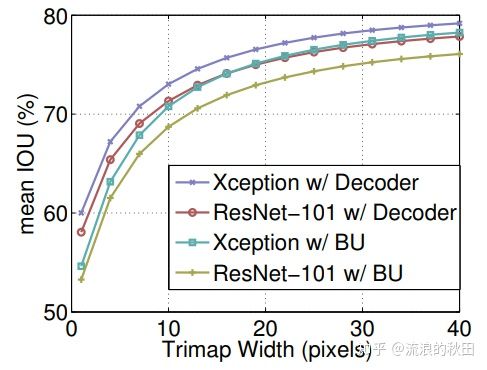 80
70
60
50
mean IOU (%)
Xception w/ Decoder
ResNet-101 w/ Decoder
Xception w/ BU
ResNet-101 w/ BU
0 10 20 30 40
Trimap Width (pixels)
知乎 @流浪的秋田